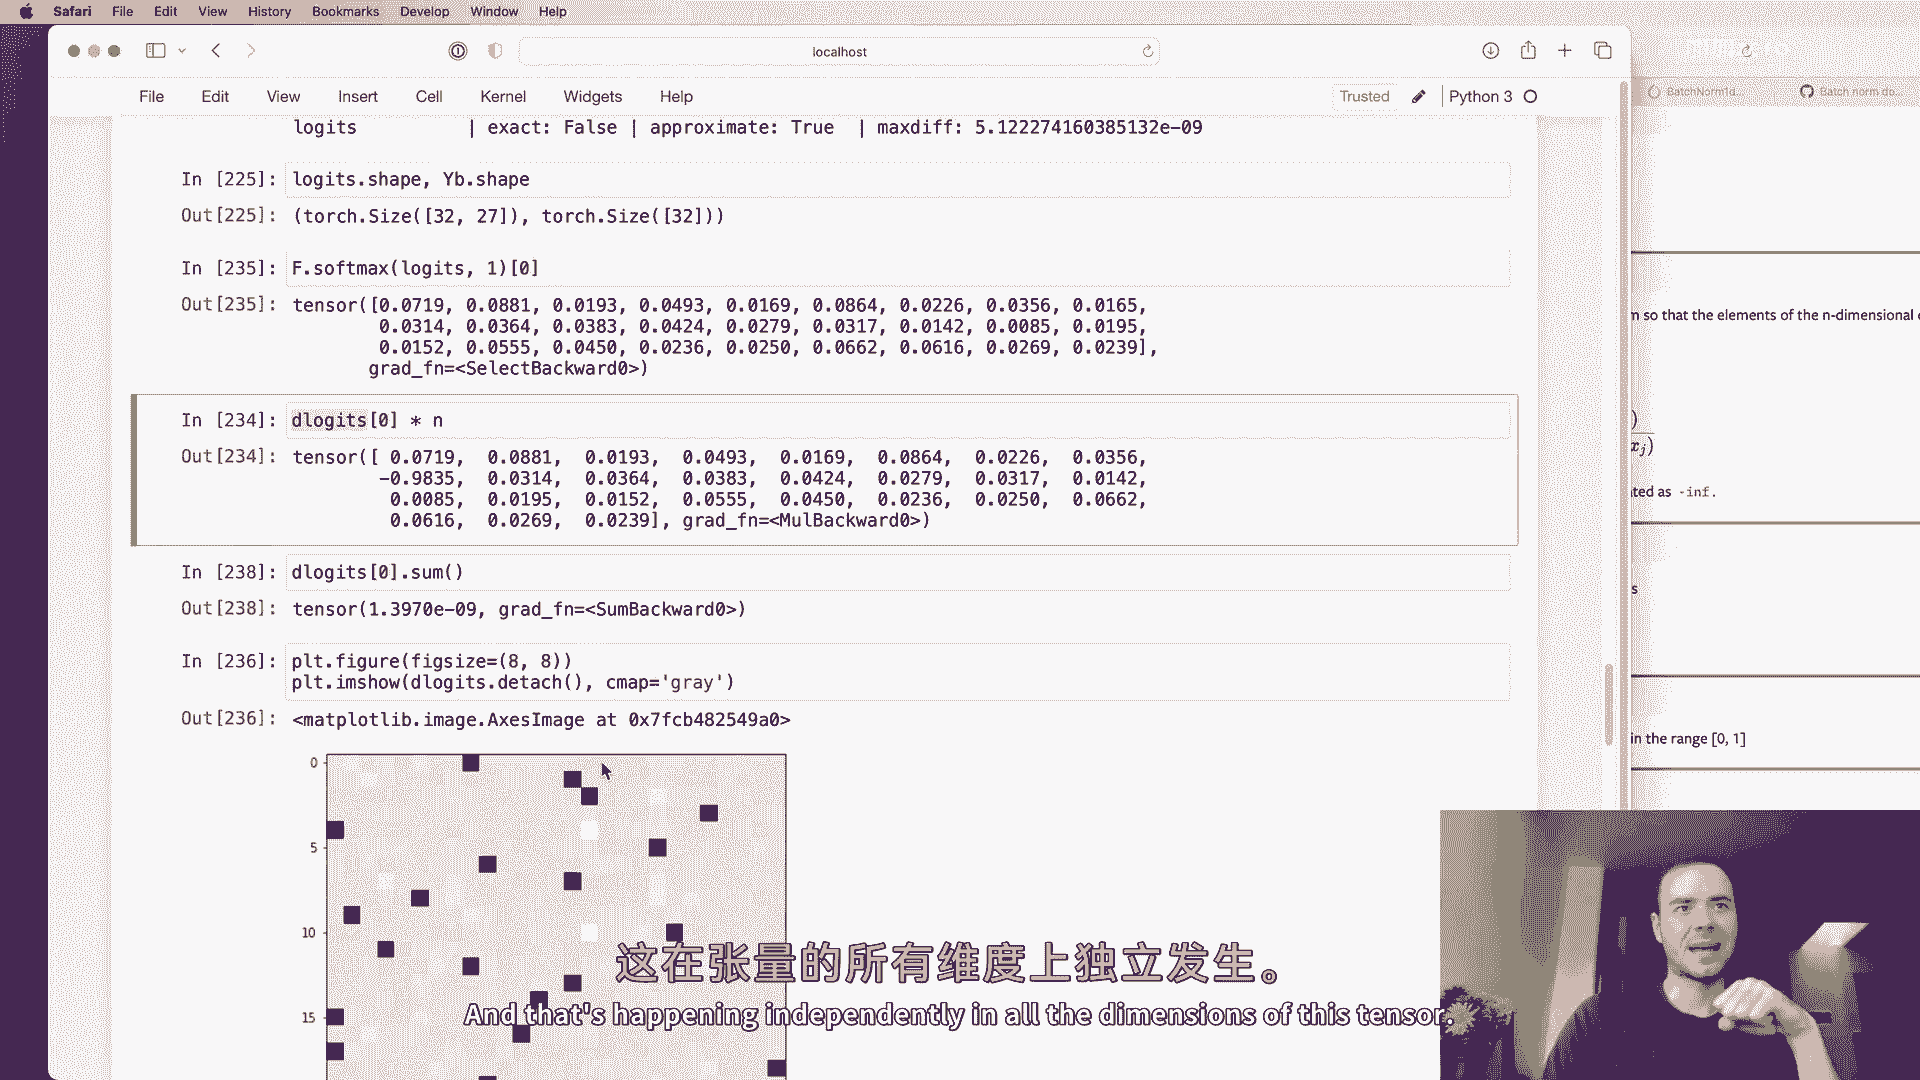 Safari File Edit View History Bookmarks Develop Window Help
localhost
BatchNorm1d... Batch norm do...
File Edit View Insert Cell Kernel Widgets Help Trusted Python 3
logits | exact: False | approximate: True | maxdiff: 5.122274160385132e-09
In [225]: logits.shape, Yb.shape
Out[225]: (torch.Size([32, 27]), torch.Size([32]))
In [235]: F.softmax(logits, 1)[0]
Out[235]: tensor([0.0719, 0.0881, 0.0193, 0.0493, 0.0169, 0.0864, 0.0226, 0.0356, 0.0165,
0.0314, 0.0364, 0.0383, 0.0424, 0.0279, 0.0317, 0.0142, 0.0085, 0.0195,
0.0152, 0.0555, 0.0450, 0.0236, 0.0250, 0.0662, 0.0616, 0.0269, 0.0239],
grad_fn=<SelectBackward0>)
In [234]: dlogits[0] * n
Out[234]: tensor([ 0.0719, 0.0881, 0.0193, 0.0493, 0.0169, 0.0864, 0.0226, 0.0356,
-0.9835, 0.0314, 0.0364, 0.0383, 0.0424, 0.0279, 0.0317, 0.0142,
0.0085, 0.0195, 0.0152, 0.0555, 0.0450, 0.0236, 0.0250, 0.0662,
0.0616, 0.0269, 0.0239], grad_fn=<MulBackward0>)
In [238]: dlogits[0].sum()
Out[238]: tensor(1.3970e-09, grad_fn=<SumBackward0>)
In [236]: plt.figure(figsize=(8, 8))
plt.imshow(dlogits.detach(), cmap='gray')
Out[236]: <matplotlib.image.AxesImage at 0x7fcb482549a0>
0
5
10
15
so that the elements of the n-dimensional
x_j)
ted as -inf.
s
in the range [0, 1]
这在张量的所有维度上独立发生。
And that's happening independently in all the dimensions of this tensor.